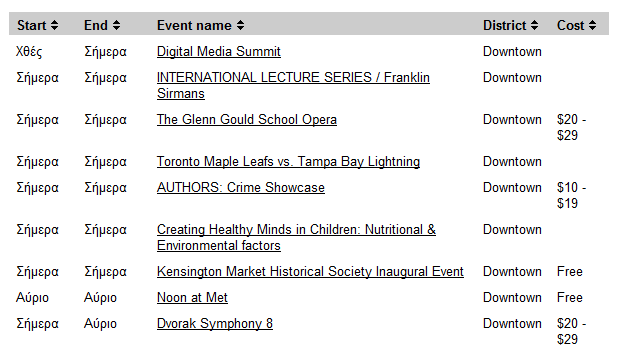 Start End Event name District Cost
Χθές Σήμερα Digital Media Summit Downtown
Σήμερα Σήμερα INTERNATIONAL LECTURE SERIES / Franklin Downtown
Sirmans
Σήμερα Σήμερα The Glenn Gould School Opera Downtown $20 -
$29
Σήμερα Σήμερα Toronto Maple Leafs vs. Tampa Bay Lightning Downtown
Σήμερα Σήμερα AUTHORS: Crime Showcase Downtown $10 -
$19
Σήμερα Σήμερα Creating Healthy Minds in Children: Nutritional & Downtown
Environmental factors
Σήμερα Σήμερα Kensington Market Historical Society Inaugural Event Downtown Free
Αύριο Αύριο Noon at Met Downtown Free
Σήμερα Αύριο Dvorak Symphony 8 Downtown $20 -
$29